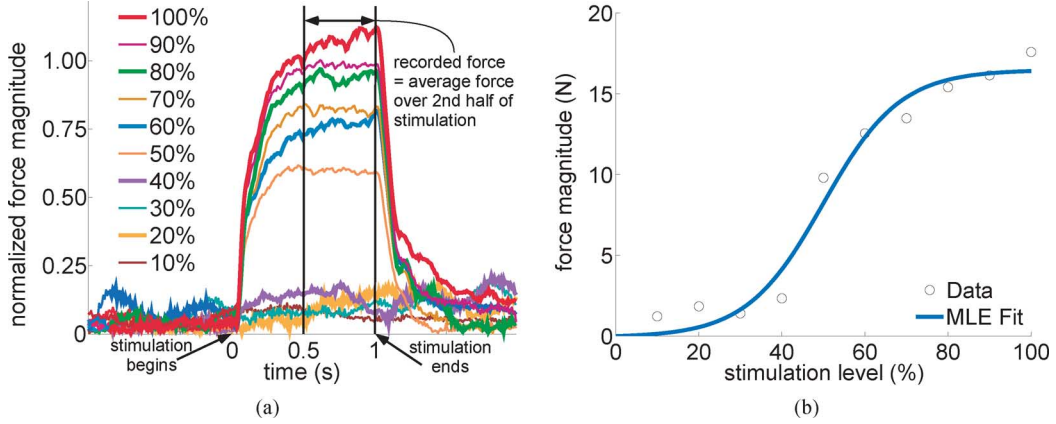 100%
90%
80%
70%
60%
50%
40%
30%
20%
10%
recorded force
= average force
over 2nd half of
stimulation
normalized force magnitude
1.00
0.75
0.50
0.25
0
stimulation
begins
0
0.5
1
time (s)
stimulation
ends
(a)
force magnitude (N)
20
15
10
5
0
Data
MLE Fit
0
20
40
60
80
100
stimulation level (%)
(b)